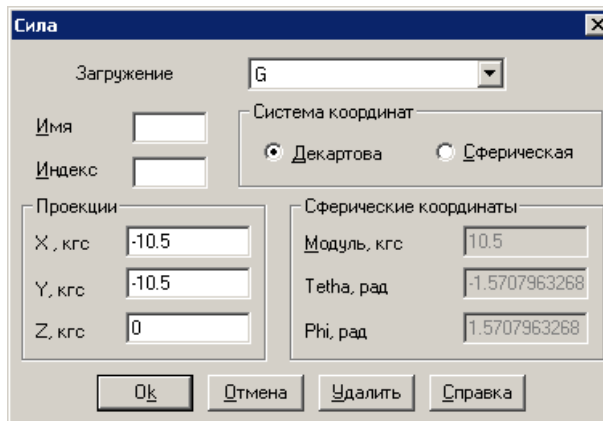 Сила
Загружение G
Имя
Индекс
Система координат
Декартова Сферическая
Проекции
X , кгс -10.5
Y, кгс -10.5
Z, кгс 0
Сферические координаты
Модуль, кгс 10.5
Tetha, рад -1.5707963268
Phi, рад 1.5707963268
Ok Отмена Удалить Справка